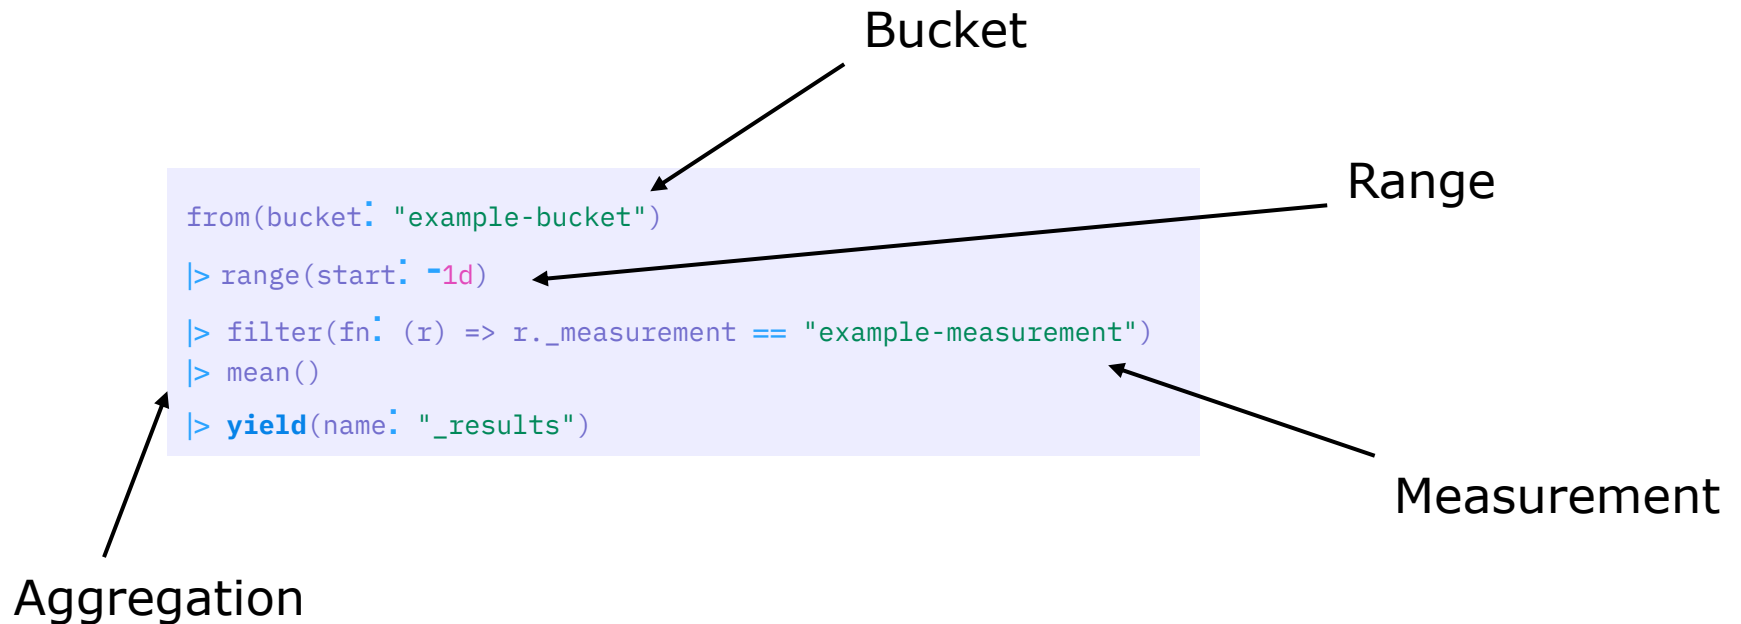 Bucket
Range
from(bucket: "example-bucket")
|> range(start: -1d)
|> filter(fn: (r) => r._measurement == "example-measurement")
|> mean()
|> yield(name: "_results")
Measurement
Aggregation